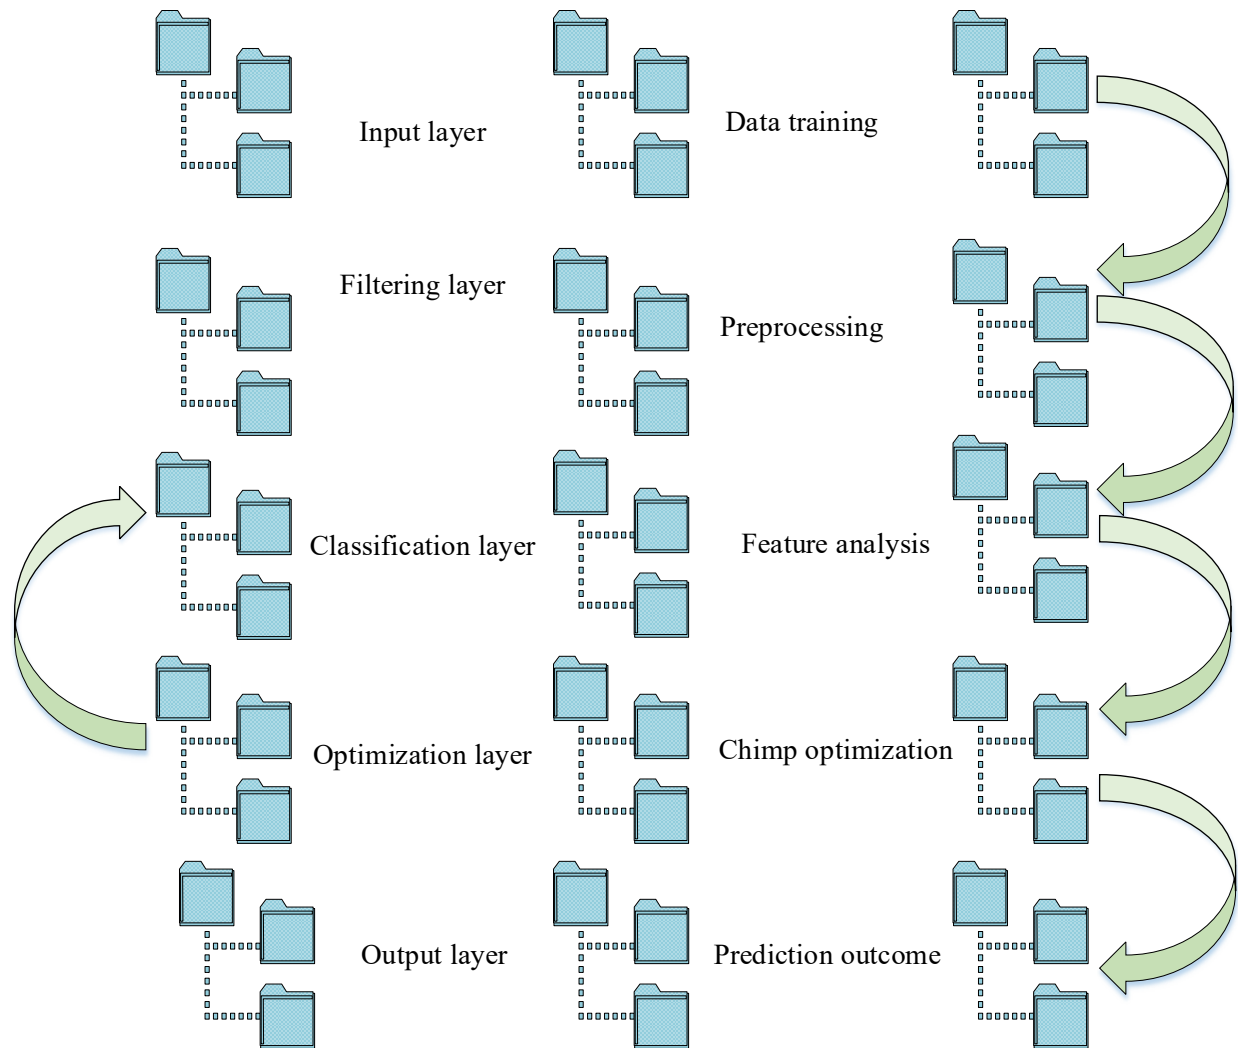 Input layer
Data training
Filtering layer
Preprocessing
Classification layer
Feature analysis
Optimization layer
Chimp optimization
Output layer
Prediction outcome